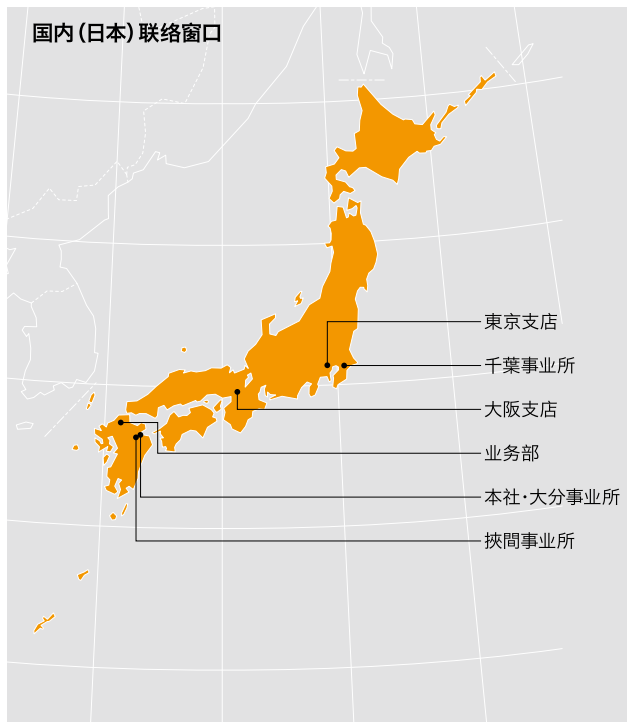 国内（日本）联络窗口
東京支店
千葉事业所
大阪支店
业务部
本社・大分事业所
挾間事业所